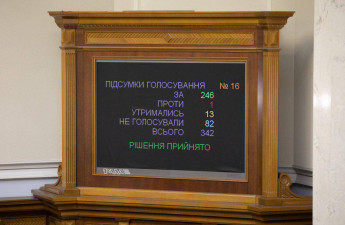 ПІДСУМКИ ГОЛОСУВАННЯ № 16
ЗА 246
ПРОТИ 1
УТРИМАЛИСЬ 13
НЕ ГОЛОСУВАЛИ 82
ВСЬОГО 342
РІШЕННЯ ПРИЙНЯТО